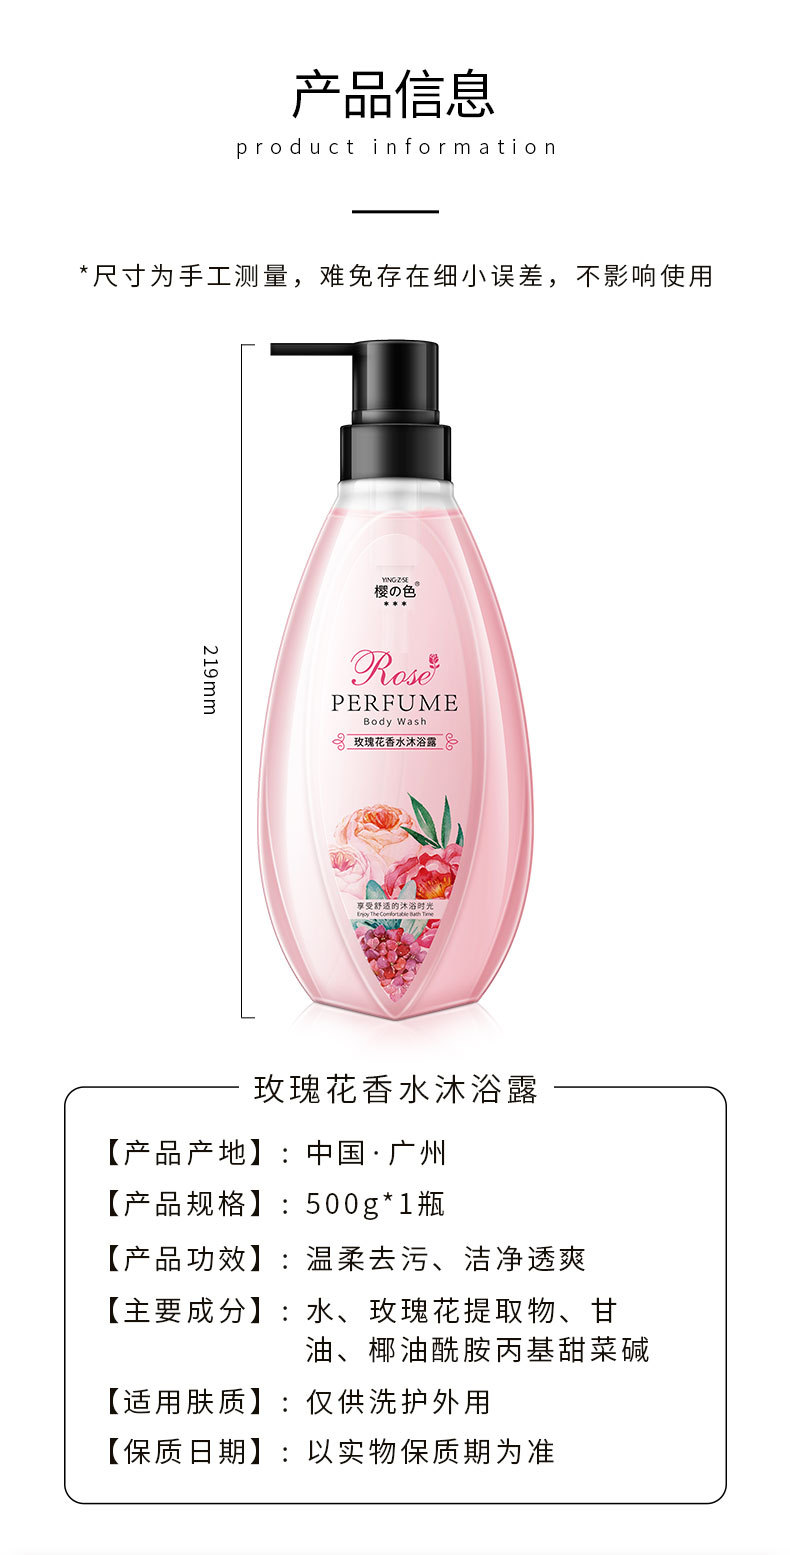 产品信息
product information
*尺寸为手工测量，难免存在细小误差，不影响使用
219mm
YING·Z·SE
樱の色®
***
Rose
PERFUME
Body Wash
玫瑰花香水沐浴露
享受舒适的沐浴时光
Enjoy The Comfortable Bath Time
玫瑰花香水沐浴露
【产品产地】: 中国·广州
【产品规格】: 500g*1瓶
【产品功效】: 温柔去污、洁净透爽
【主要成分】: 水、玫瑰花提取物、甘
油、椰油酰胺丙基甜菜碱
【适用肤质】: 仅供洗护外用
【保质日期】: 以实物保质期为准